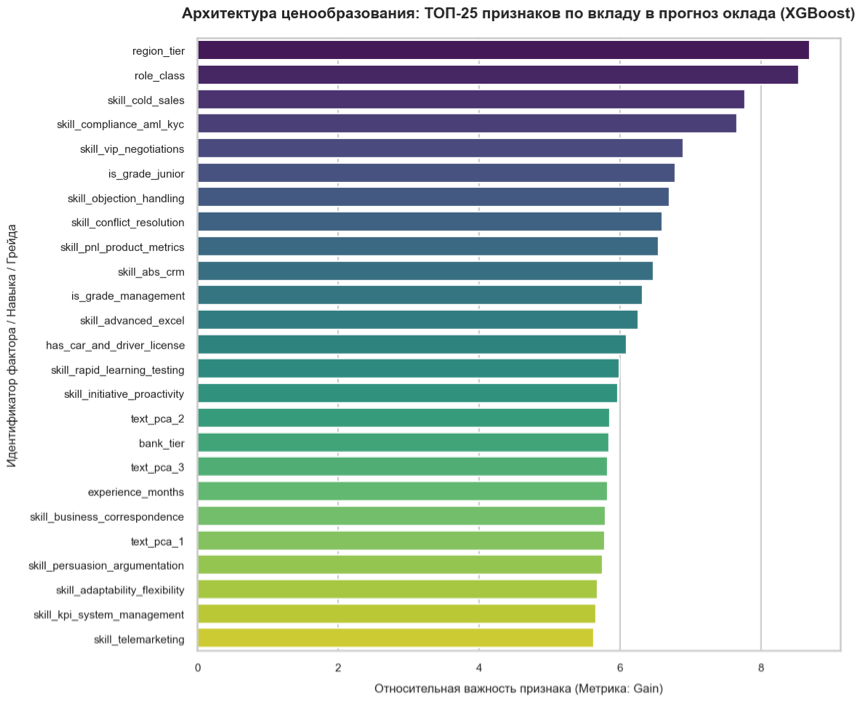 Архитектура ценообразования: ТОП-25 признаков по вкладу в прогноз оклада (XGBoost)
Идентификатор фактора / Навыка / Грейда
region_tier
role_class
skill_cold_sales
skill_compliance_aml_kyc
skill_vip_negotiations
is_grade_junior
skill_objection_handling
skill_conflict_resolution
skill_pnl_product_metrics
skill_abs_crm
is_grade_management
skill_advanced_excel
has_car_and_driver_license
skill_rapid_learning_testing
skill_initiative_proactivity
text_pca_2
bank_tier
text_pca_3
experience_months
skill_business_correspondence
text_pca_1
skill_persuasion_argumentation
skill_adaptability_flexibility
skill_kpi_system_management
skill_telemarketing
0 2 4 6 8
Относительная важность признака (Метрика: Gain)